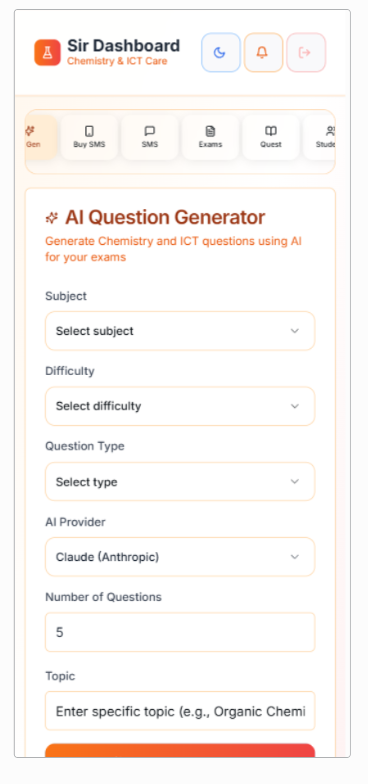 Sir Dashboard
Chemistry & ICT Care
Gen
Buy SMS
SMS
Exams
Quest
Stude
AI Question Generator
Generate Chemistry and ICT questions using AI
for your exams
Subject
Select subject
Difficulty
Select difficulty
Question Type
Select type
AI Provider
Claude (Anthropic)
Number of Questions
5
Topic
Enter specific topic (e.g., Organic Chemi